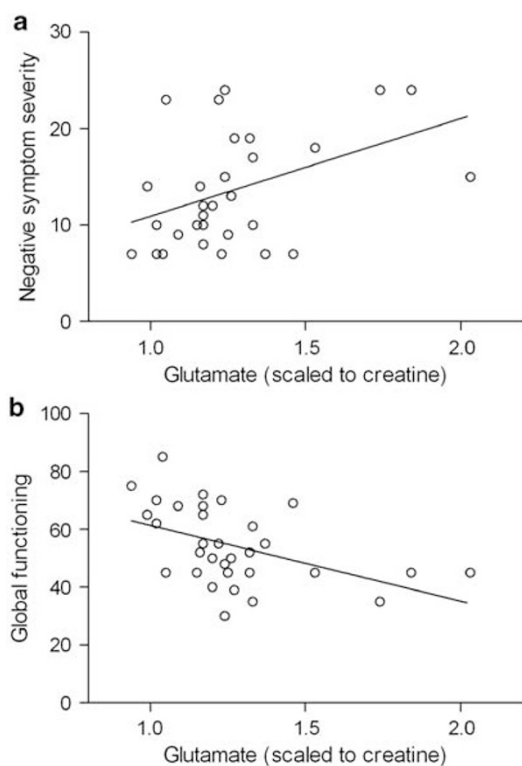 a
30
20
10
0
Negative symptom severity
1.0 1.5 2.0
Glutamate (scaled to creatine)
b
100
80
60
40
20
0
Global functioning
1.0 1.5 2.0
Glutamate (scaled to creatine)